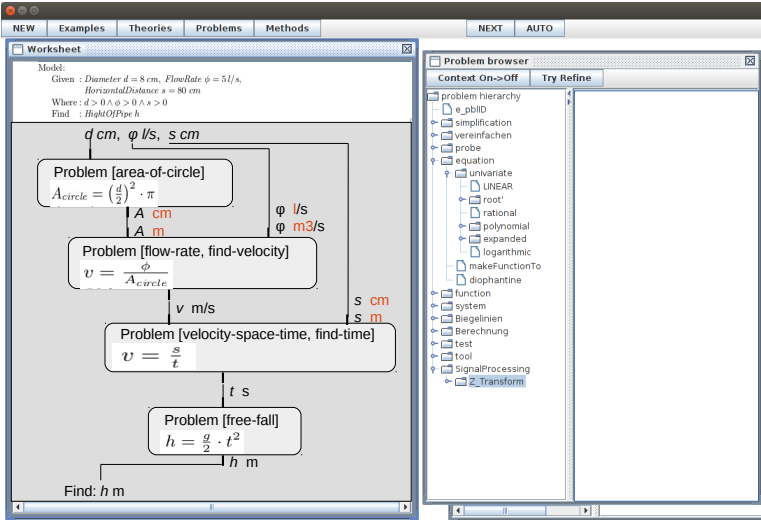 NEW Examples Theories Problems Methods NEXT AUTO
Worksheet
Model:
Given : Diameter d = 8 cm, FlowRate ϕ = 5 l/s,
HorizontalDistance s = 80 cm
Where : d > 0 ∧ ϕ > 0 ∧ s > 0
Find : HightOfPipe h
d cm, φ l/s, s cm
Problem [area-of-circle]
A_circle = (d/2)^2 · π
A cm
A m
φ l/s
φ m3/s
Problem [flow-rate, find-velocity]
v = ϕ/A_circle
v m/s
s cm
s m
Problem [velocity-space-time, find-time]
v = s/t
t s
Problem [free-fall]
h = g/2 · t^2
h m
Find: h m
Problem browser
Context On->Off Try Refine
problem hierarchy
e_pblID
simplification
vereinfachen
probe
equation
univariate
LINEAR
root'
rational
polynomial
expanded
logarithmic
makeFunctionTo
diophantine
function
system
Biegelinien
Berechnung
test
tool
SignalProcessing
Z_Transform